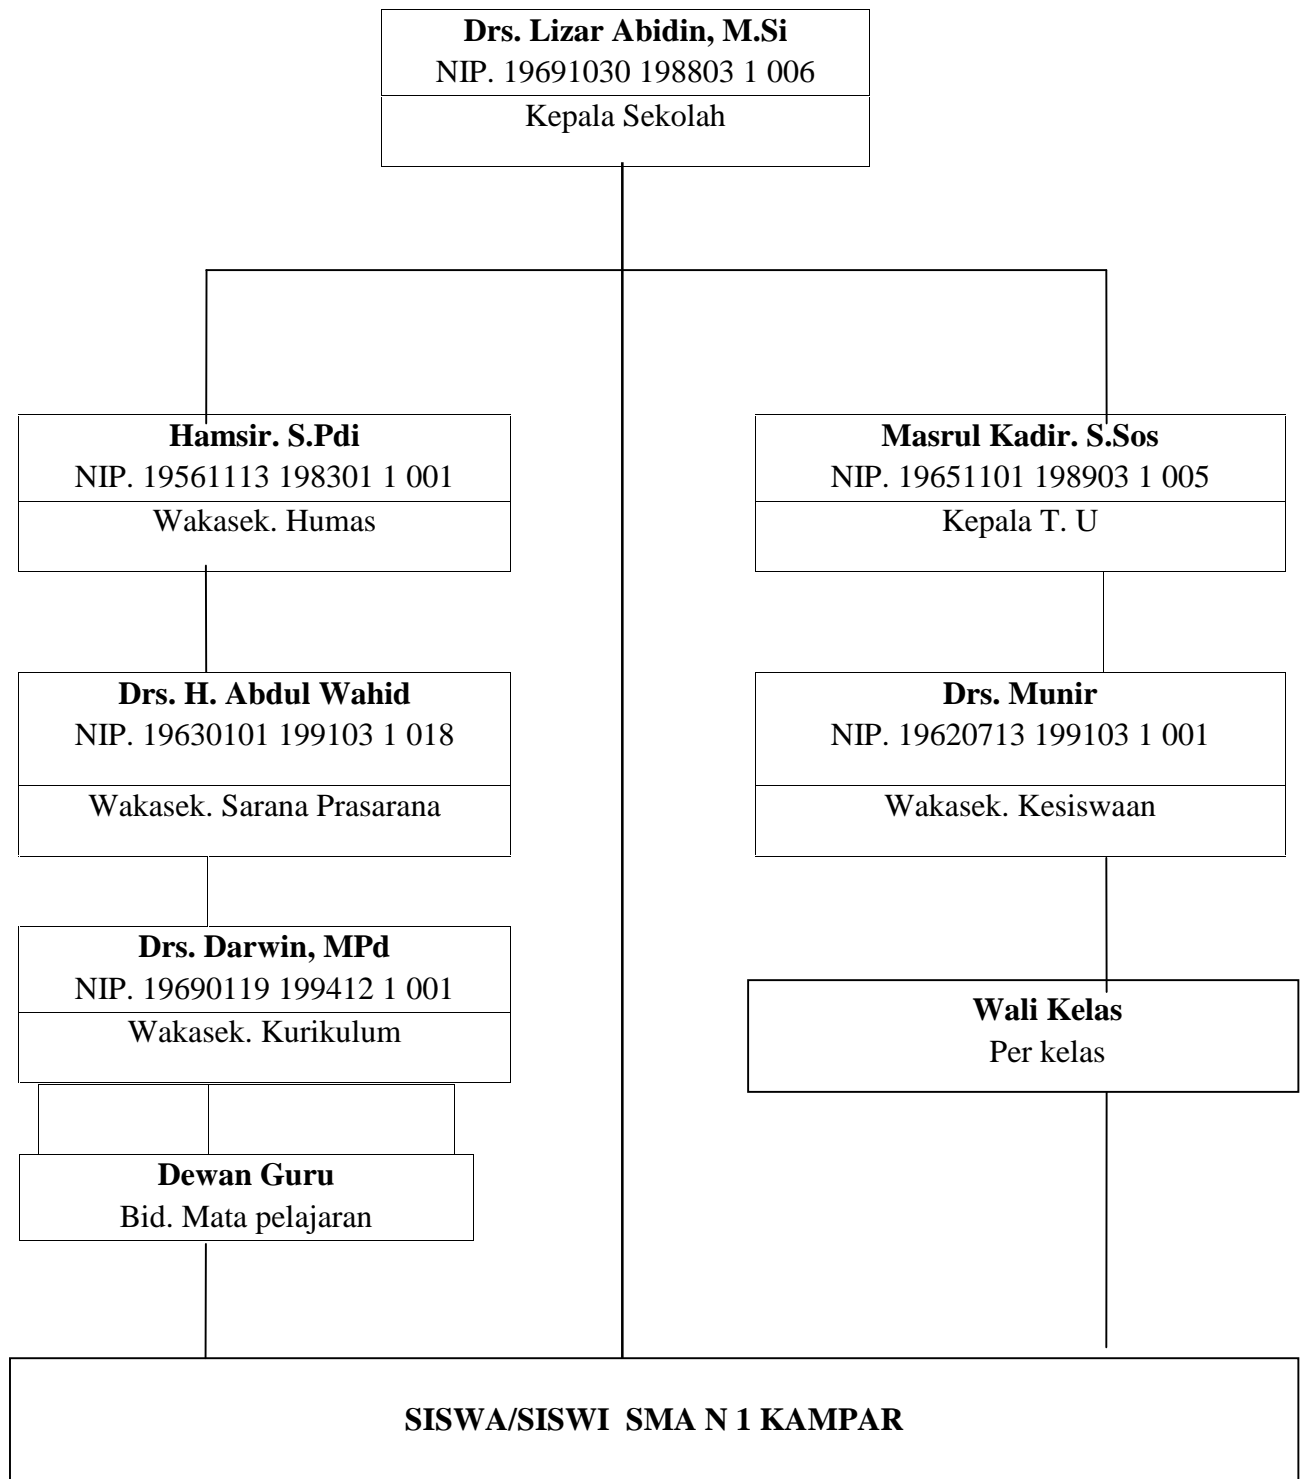 Drs. Lizar Abidin, M.Si
NIP. 19691030 198803 1 006
Kepala Sekolah
Hamsir. S.Pdi
NIP. 19561113 198301 1 001
Wakasek. Humas
Masrul Kadir. S.Sos
NIP. 19651101 198903 1 005
Kepala T. U
Drs. H. Abdul Wahid
NIP. 19630101 199103 1 018
Wakasek. Sarana Prasarana
Drs. Munir
NIP. 19620713 199103 1 001
Wakasek. Kesiswaan
Drs. Darwin, MPd
NIP. 19690119 199412 1 001
Wakasek. Kurikulum
Wali Kelas
Per kelas
Dewan Guru
Bid. Mata pelajaran
SISWA/SISWI SMA N 1 KAMPAR